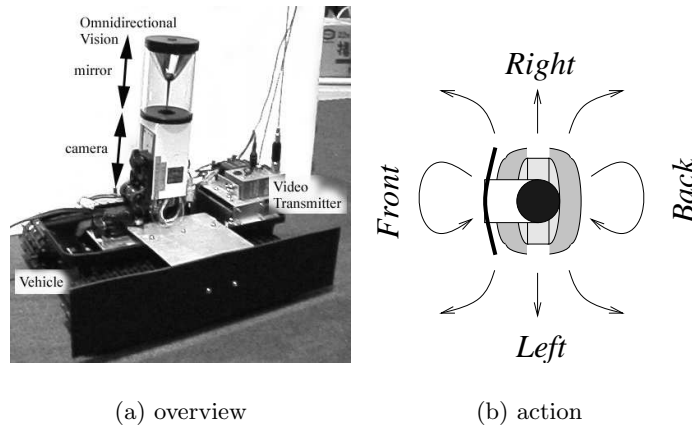 Omnidirectional
Vision
mirror
camera
Video
Transmitter
Vehicle
(a) overview
Right
Front
Back
Left
(b) action